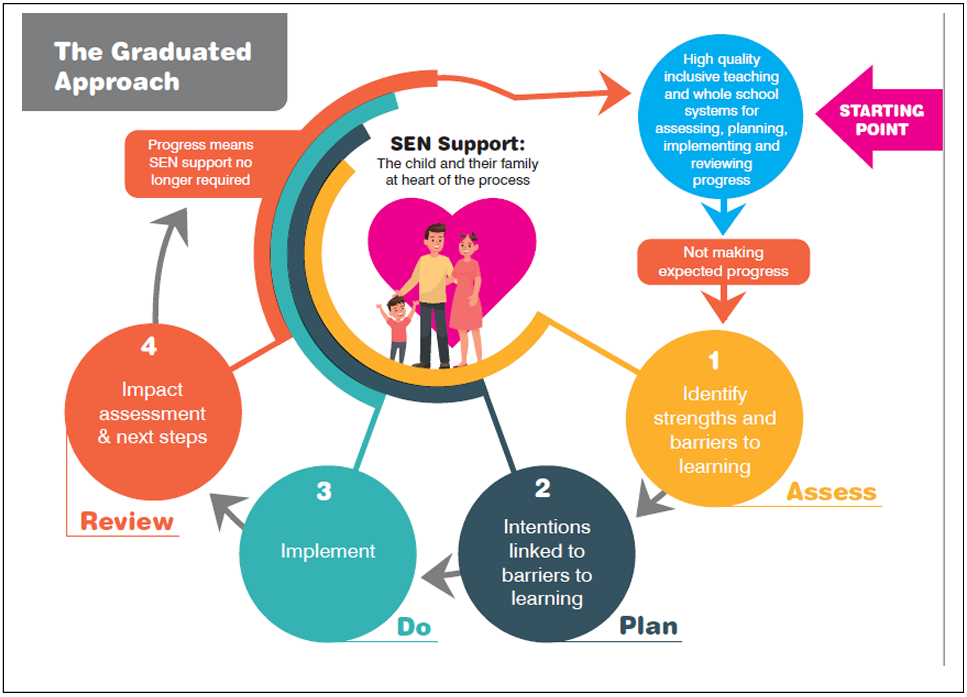 The Graduated
Approach
High quality
inclusive teaching
and whole school
systems for
assessing, planning,
implementing and
reviewing
progress
STARTING
POINT
SEN Support:
The child and their family
at heart of the process
Progress means
SEN support no
longer required
Not making
expected progress
1
Identify
strengths and
barriers to
learning
Assess
2
Intentions
linked to
barriers to
learning
Plan
3
Implement
Do
4
Impact
assessment
& next steps
Review